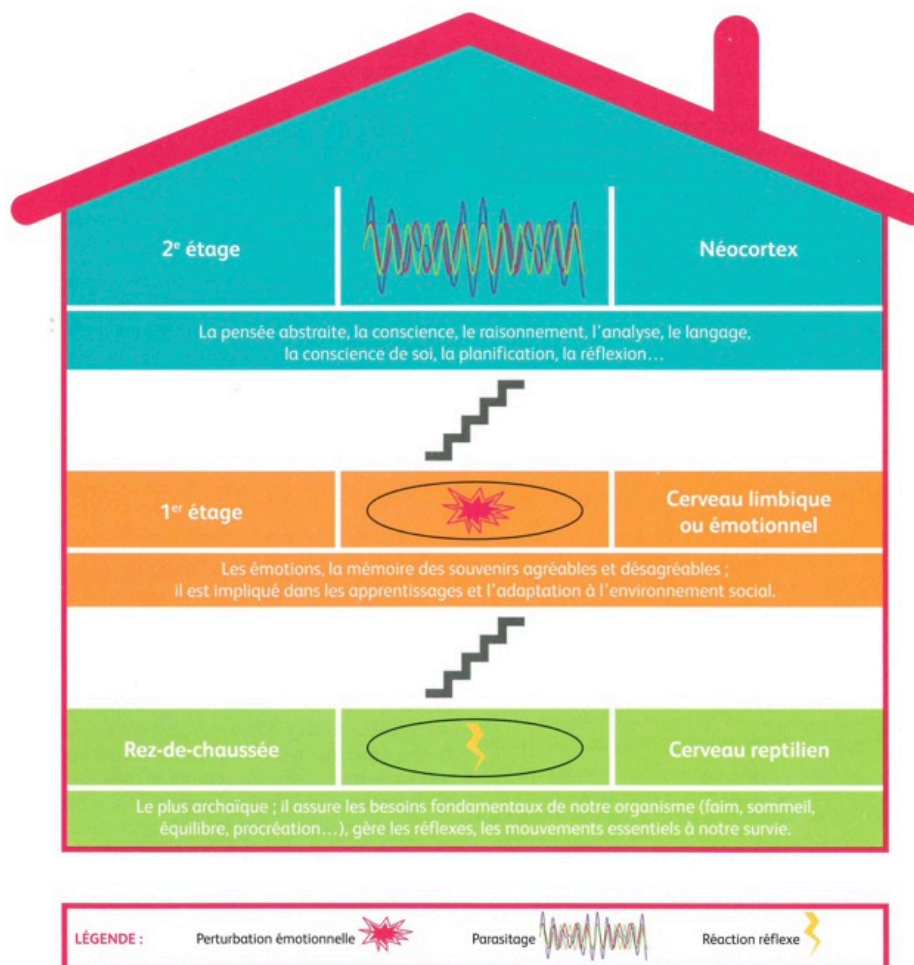 2e étage
Néocortex
La pensée abstraite, la conscience, le raisonnement, l'analyse, le langage,
la conscience de soi, la planification, la réflexion...
1er étage
Cerveau limbique
ou émotionnel
Les émotions, la mémoire des souvenirs agréables et désagréables ;
il est impliqué dans les apprentissages et l'adaptation à l'environnement social.
Rez-de-chaussée
Cerveau reptilien
Le plus archaïque ; il assure les besoins fondamentaux de notre organisme (faim, sommeil,
équilibre, procréation...), gère les réflexes, les mouvements essentiels à notre survie.
LÉGENDE : Perturbation émotionnelle Parasitage Réaction réflexe